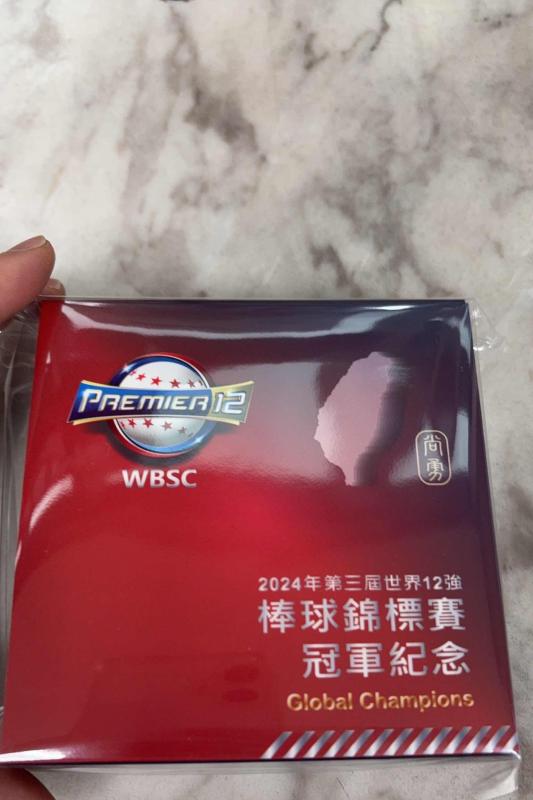 PREMIER 12
WBSC
尚勇
2024年第三屆世界12強
棒球錦標賽
冠軍紀念
Global Champions